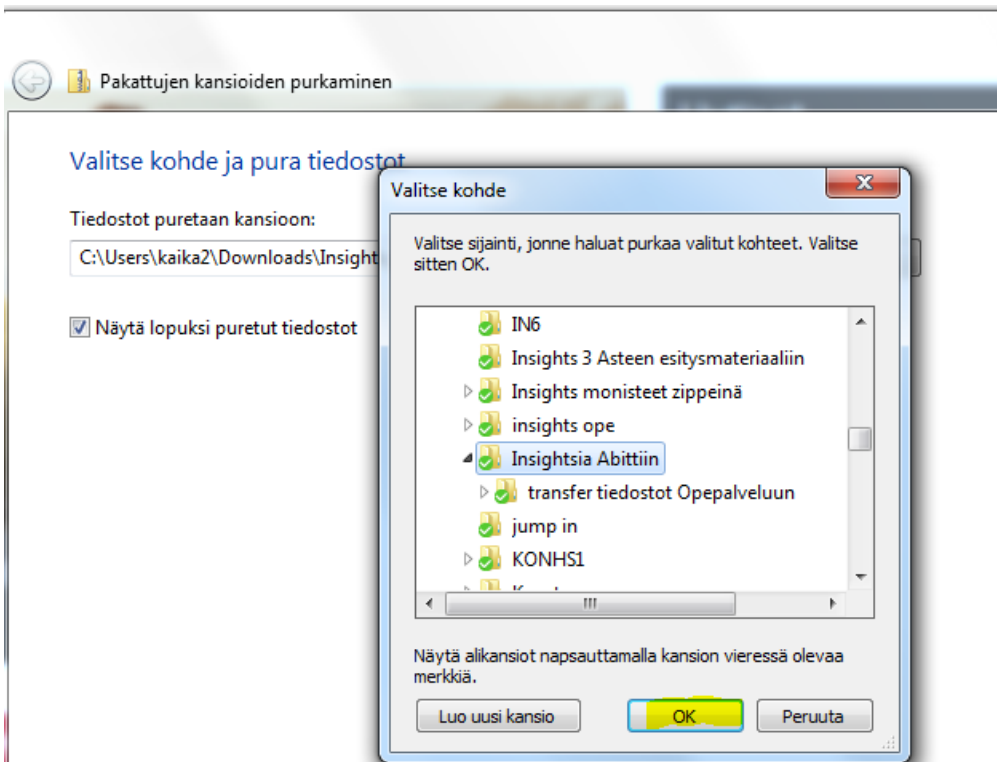 Pakattujen kansioiden purkaminen
Valitse kohde ja pura tiedostot
Tiedostot puretaan kansioon:
C:\Users\kaika2\Downloads\Insight
Näytä lopuksi puretut tiedostot
Valitse kohde
Valitse sijainti, jonne haluat purkaa valitut kohteet. Valitse
sitten OK.
IN6
Insights 3 Asteen esitysmateriaaliin
Insights monisteet zippeinä
insights ope
Insightsia Abittiin
transfer tiedostot Opepalveluun
jump in
KONHS1
Näytä alikansiot napsauttamalla kansion vieressä olevaa
merkkiä.
Luo uusi kansio
OK
Peruuta